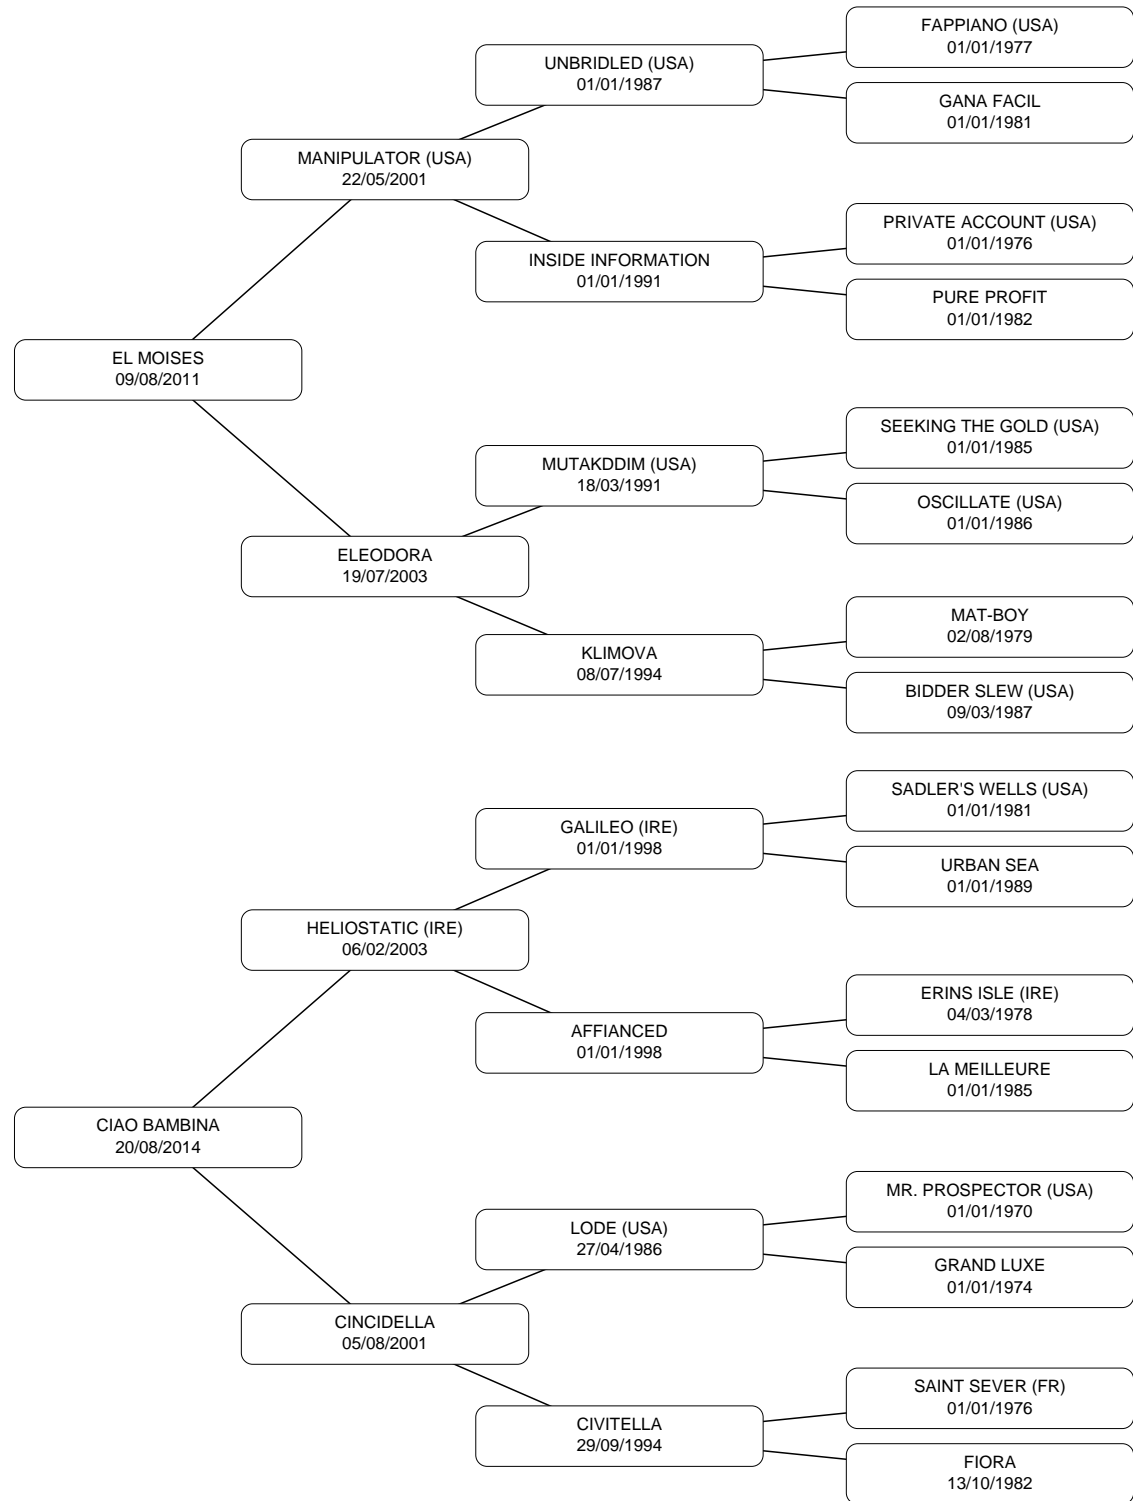 FAPPIANO (USA)
01/01/1977
UNBRIDLED (USA)
01/01/1987
GANA FACIL
01/01/1981
MANIPULATOR (USA)
22/05/2001
PRIVATE ACCOUNT (USA)
01/01/1976
INSIDE INFORMATION
01/01/1991
PURE PROFIT
01/01/1982
EL MOISES
09/08/2011
SEEKING THE GOLD (USA)
01/01/1985
MUTAKDDIM (USA)
18/03/1991
OSCILLATE (USA)
01/01/1986
ELEODORA
19/07/2003
MAT-BOY
02/08/1979
KLIMOVA
08/07/1994
BIDDER SLEW (USA)
09/03/1987
SADLER'S WELLS (USA)
01/01/1981
GALILEO (IRE)
01/01/1998
URBAN SEA
01/01/1989
HELIOSTATIC (IRE)
06/02/2003
ERINS ISLE (IRE)
04/03/1978
AFFIANCED
01/01/1998
LA MEILLEURE
01/01/1985
CIAO BAMBINA
20/08/2014
MR. PROSPECTOR (USA)
01/01/1970
LODE (USA)
27/04/1986
GRAND LUXE
01/01/1974
CINCIDELLA
05/08/2001
SAINT SEVER (FR)
01/01/1976
CIVITELLA
29/09/1994
FIORA
13/10/1982